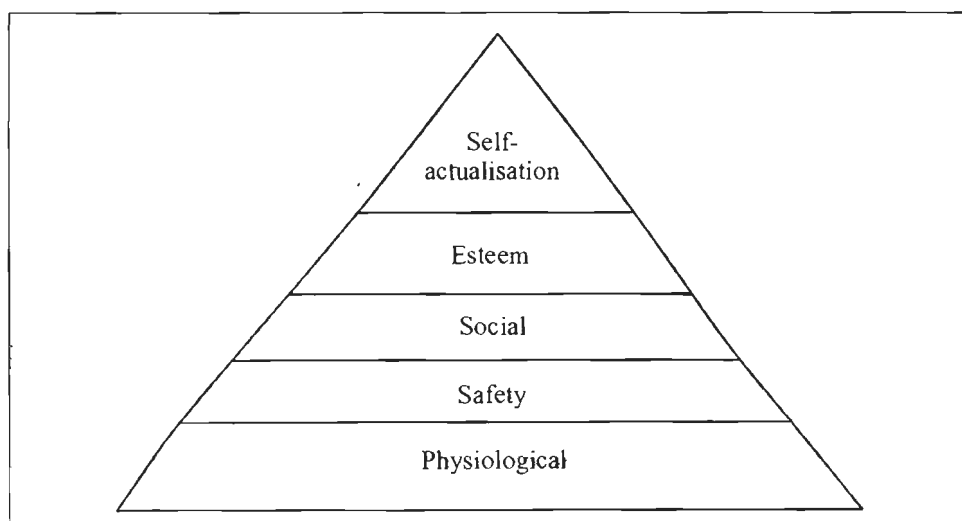 Self-
actualisation
Esteem
Social
Safety
Physiological